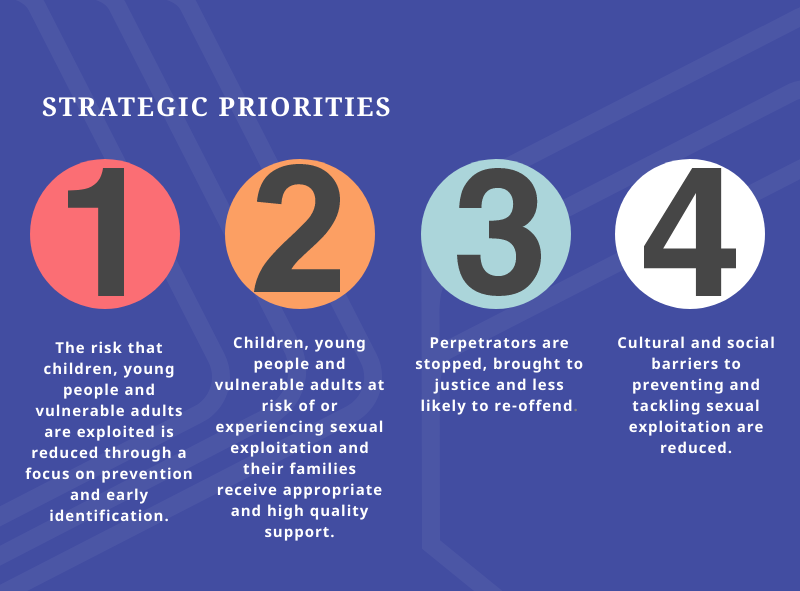 STRATEGIC PRIORITIES
1
The risk that
children, young
people and
vulnerable adults
are exploited is
reduced through a
focus on prevention
and early
identification.
2
Children, young
people and
vulnerable adults at
risk of or
experiencing sexual
exploitation and
their families
receive appropriate
and high quality
support.
3
Perpetrators are
stopped, brought to
justice and less
likely to re-offend.
4
Cultural and social
barriers to
preventing and
tackling sexual
exploitation are
reduced.